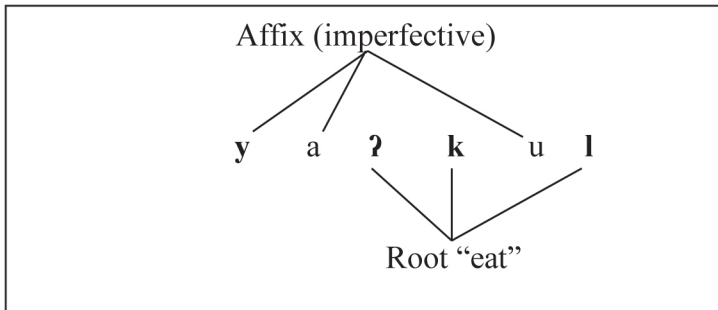 Affix (imperfective)
y a ʔ k u l
Root “eat”